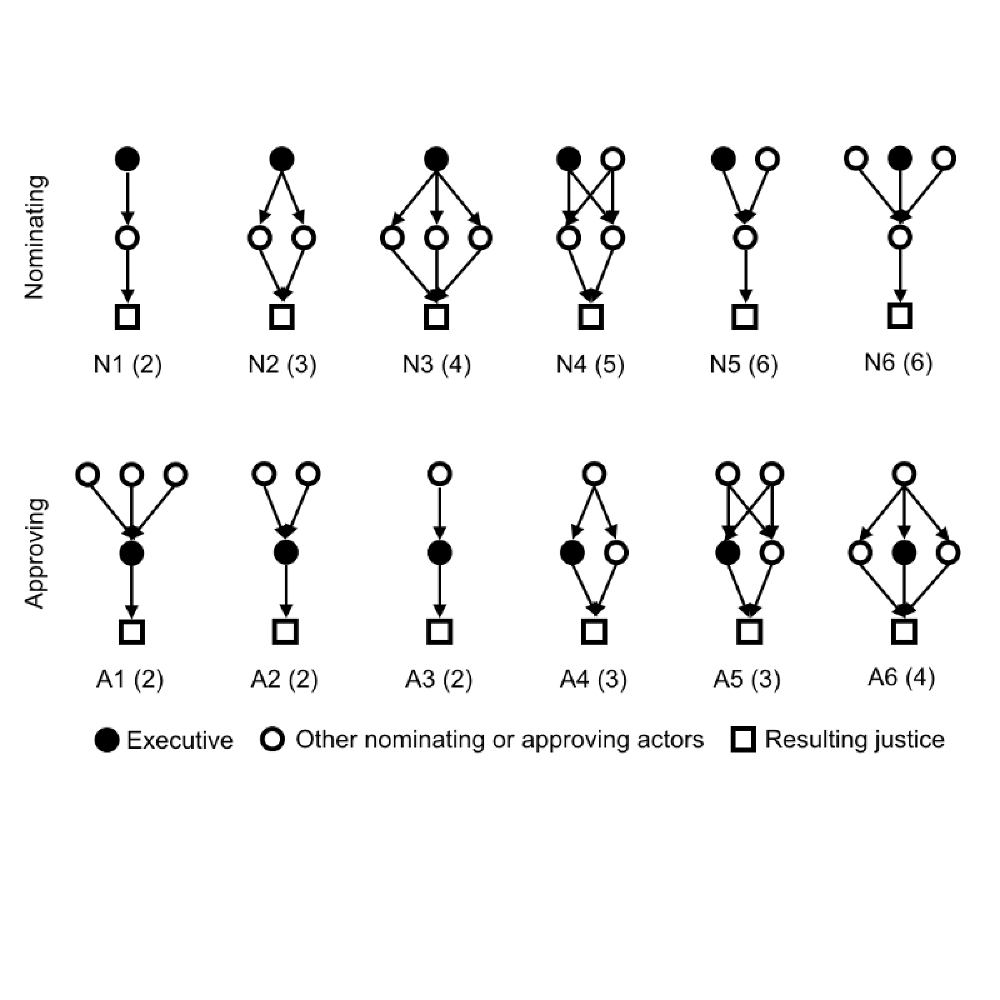 Nominating
N1 (2) N2 (3) N3 (4) N4 (5) N5 (6) N6 (6)
Approving
A1 (2) A2 (2) A3 (2) A4 (3) A5 (3) A6 (4)
Executive Other nominating or approving actors Resulting justice